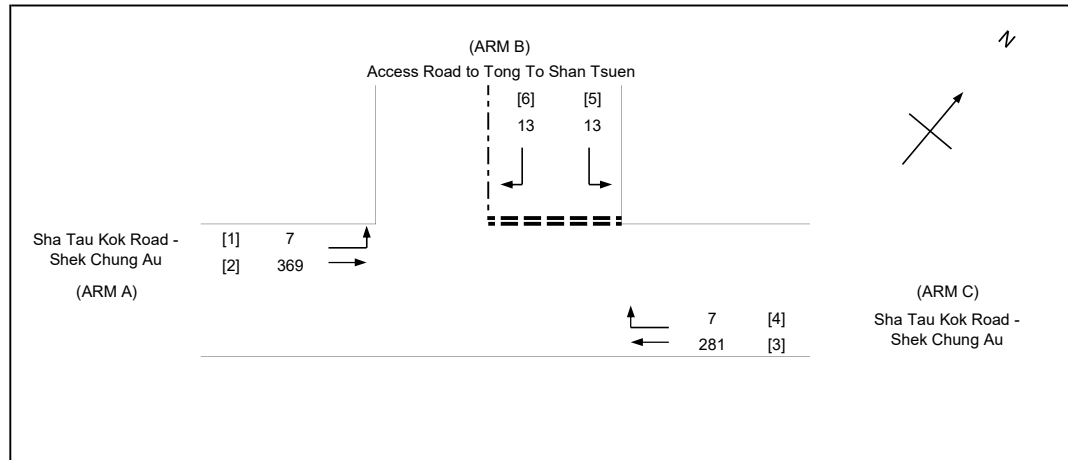 (ARM B)
Access Road to Tong To Shan Tsuen
N
[6] [5]
13 13
Sha Tau Kok Road -
Shek Chung Au
(ARM A)
[1] 7
[2] 369
7 [4]
281 [3]
(ARM C)
Sha Tau Kok Road -
Shek Chung Au